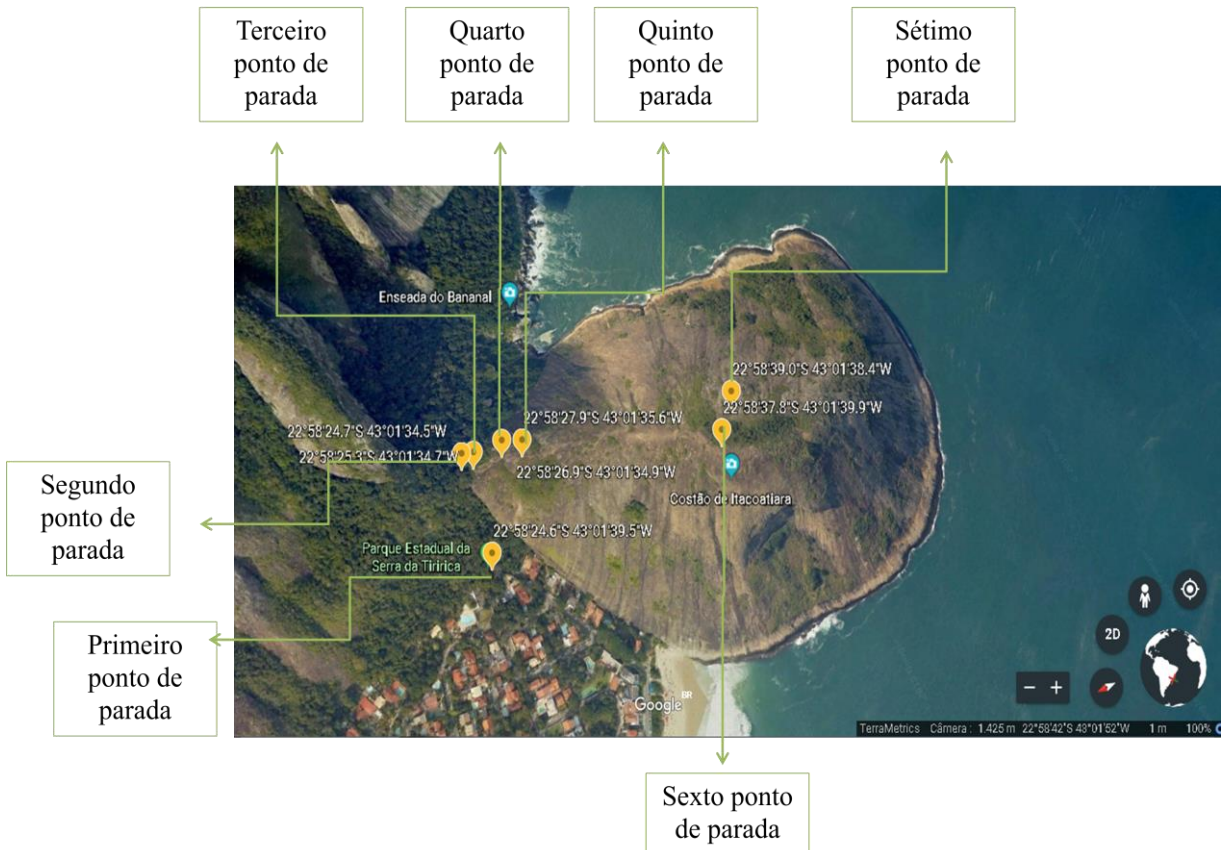 Terceiro
ponto de
parada
Quarto
ponto de
parada
Quinto
ponto de
parada
Sétimo
ponto de
parada
Enseada do Bananal
22°58'39.0"S 43°01'38.4"W
22°58'37.8"S 43°01'39.9"W
22°58'27.9"S 43°01'35.6"W
22°58'24.7"S 43°01'34.5"W
22°58'25.3"S 43°01'34.7"W
22°58'26.9"S 43°01'34.9"W
Costão de Itacoatiara
Segundo
ponto de
parada
22°58'24.6"S 43°01'39.5"W
Parque Estadual da
Serra da Tiririca
Primeiro
ponto de
parada
2D
BR
Google
TerraMetrics Câmera : 1.425 m 22°58'42"S 43°01'52"W 1 m 100%
Sexto ponto
de parada